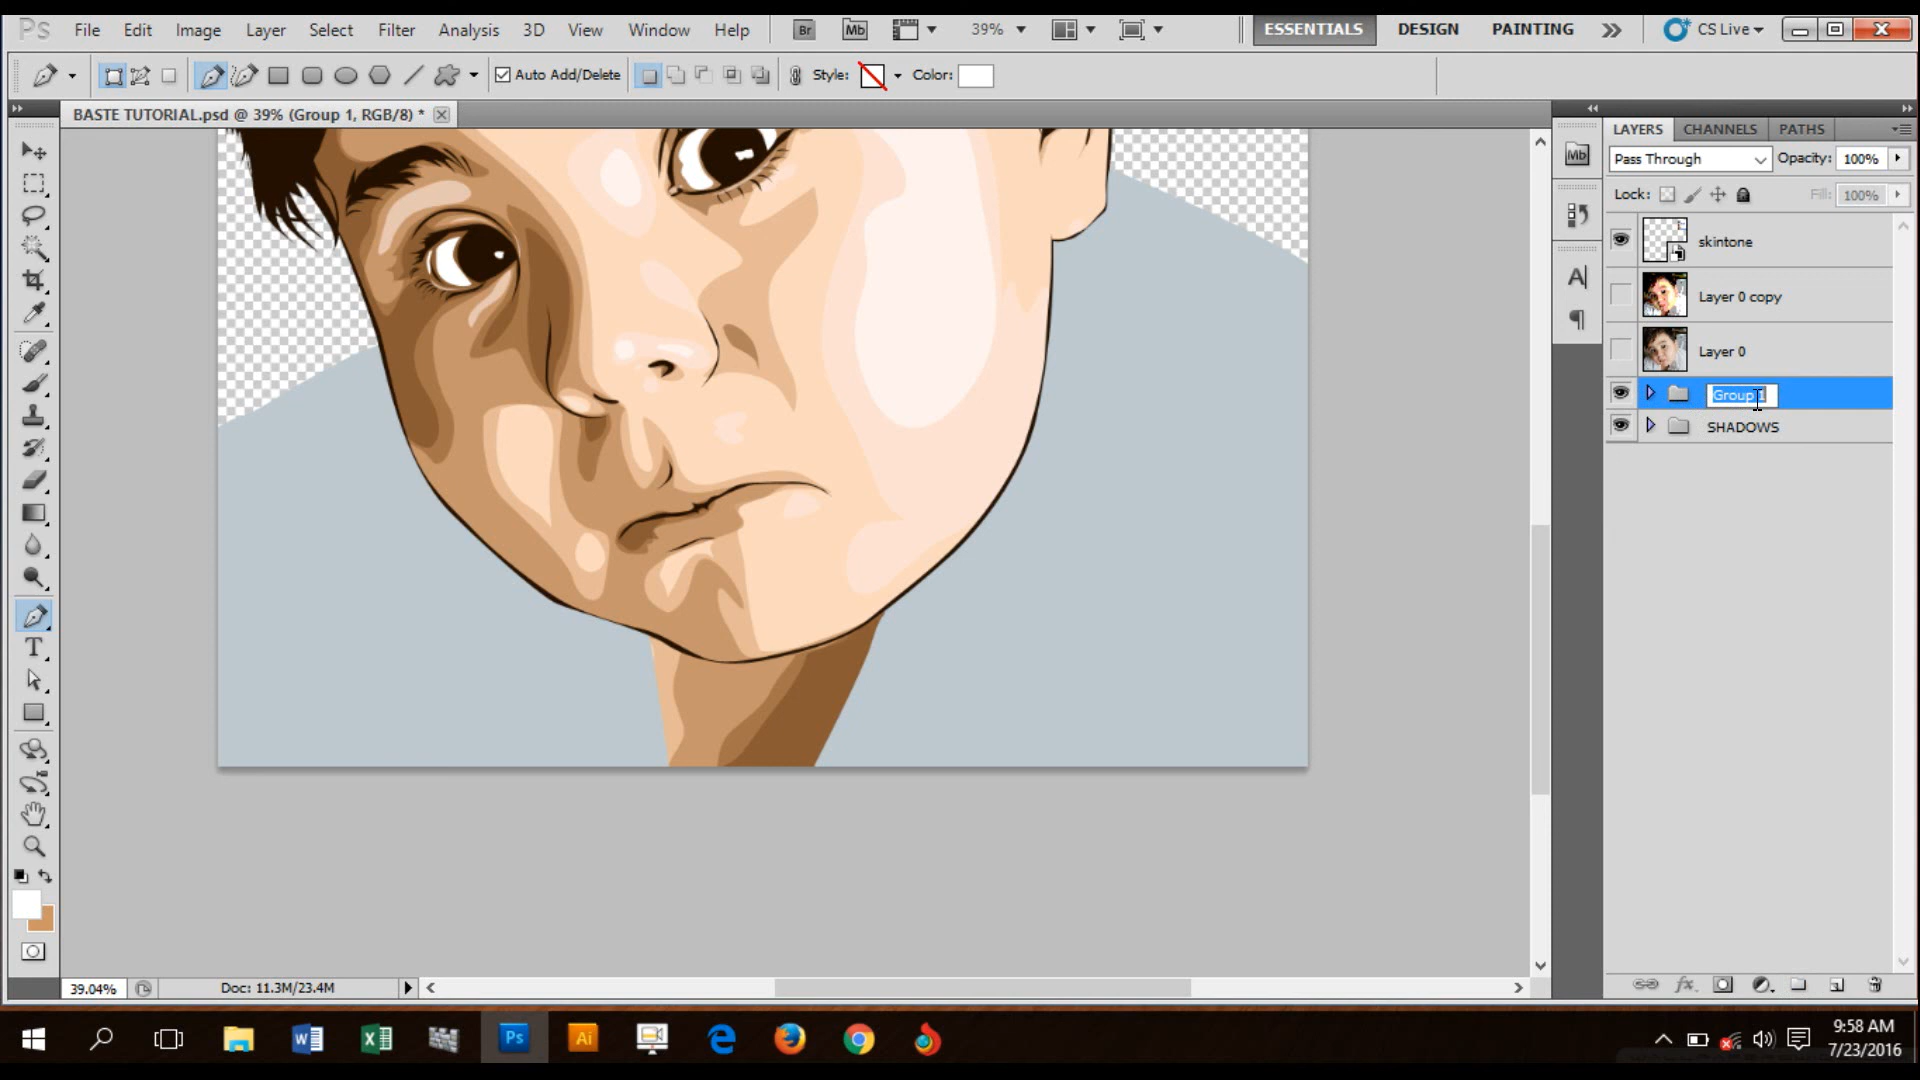 Ps File Edit Image Layer Select Filter Analysis 3D View Window Help Br Mb 39% ESSENTIALS DESIGN PAINTING CS Live
Auto Add/Delete Style: Color:
BASTE TUTORIAL.psd @ 39% (Group 1, RGB/8) *
LAYERS CHANNELS PATHS
Pass Through Opacity: 100%
Lock: Fill: 100%
skintone
Layer 0 copy
Layer 0
Group 1
SHADOWS
39.04% Doc: 11.3M/23.4M
Ps Ai
9:58 AM
7/23/2016